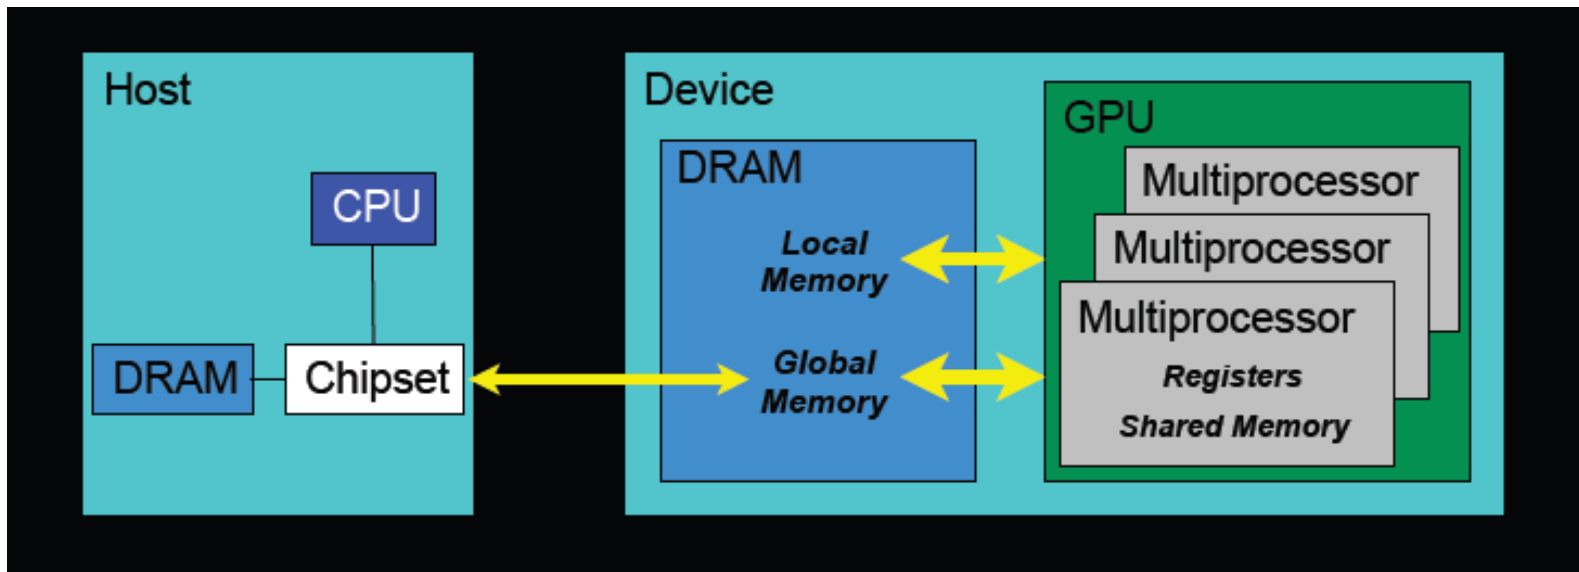 Host
CPU
DRAM
Chipset
Device
DRAM
Local
Memory
Global
Memory
GPU
Multiprocessor
Multiprocessor
Multiprocessor
Registers
Shared Memory